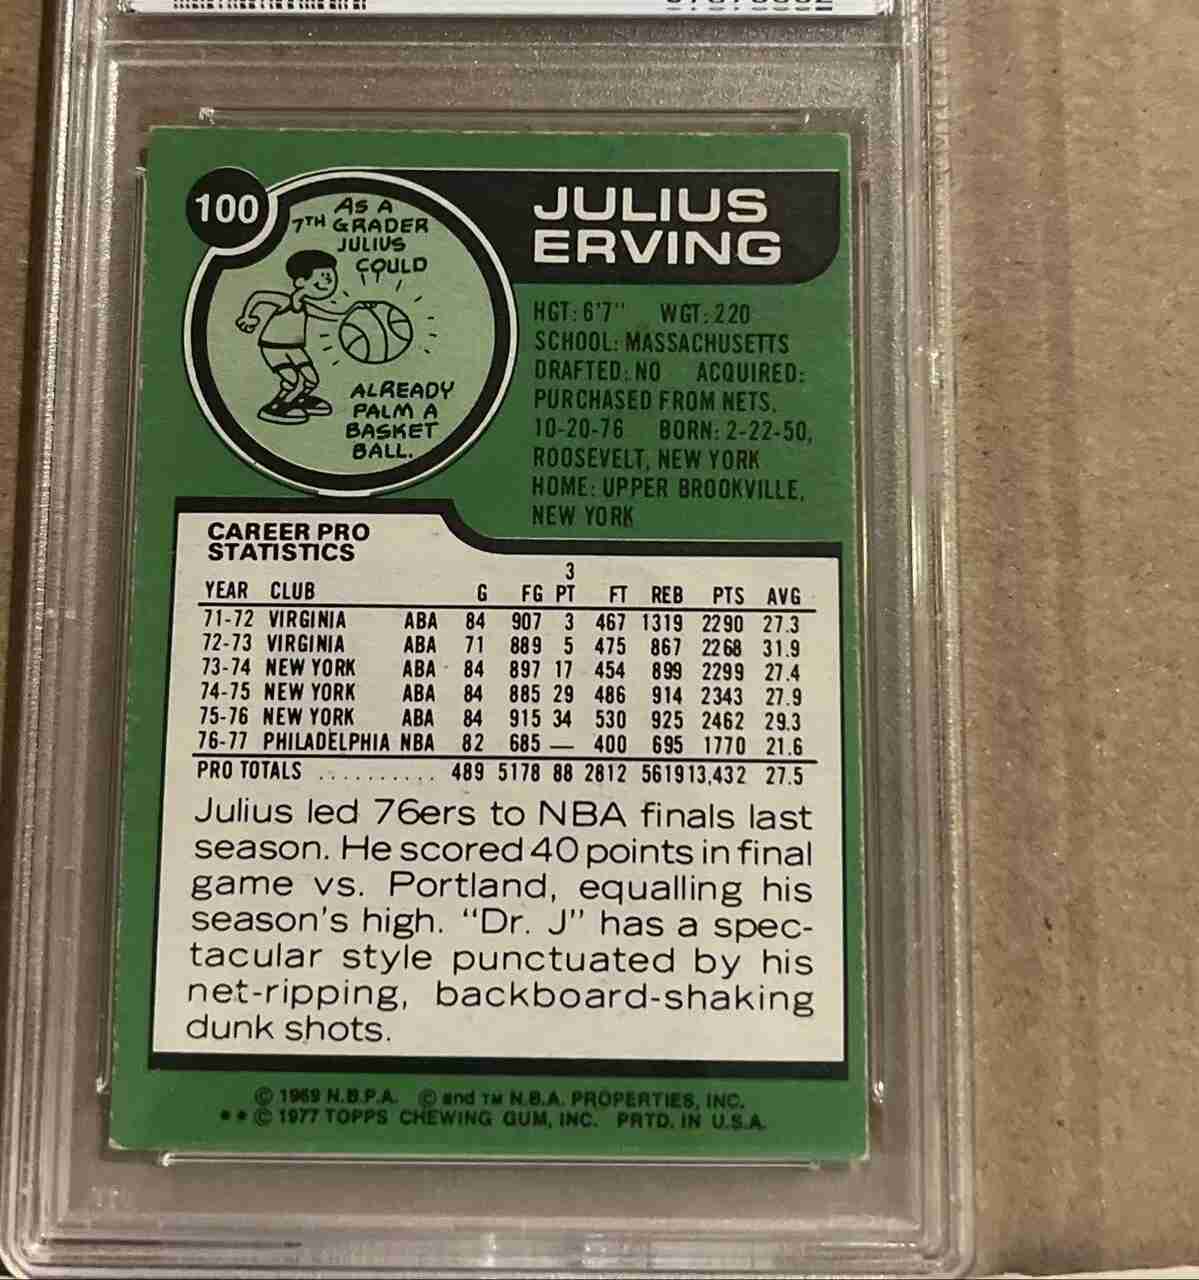 100
AS A
7TH GRADER
JULIUS
COULD
ALREADY
PALM A
BASKET
BALL.
JULIUS
ERVING
HGT: 6'7" WGT: 220
SCHOOL: MASSACHUSETTS
DRAFTED: NO ACQUIRED:
PURCHASED FROM NETS,
10-20-76 BORN: 2-22-50,
ROOSEVELT, NEW YORK
HOME: UPPER BROOKVILLE,
NEW YORK
CAREER PRO
STATISTICS
YEAR CLUB G FG 3 PT FT REB PTS AVG
71-72 VIRGINIA ABA 84 907 3 467 1319 2290 27.3
72-73 VIRGINIA ABA 71 889 5 475 867 2268 31.9
73-74 NEW YORK ABA 84 897 17 454 899 2299 27.4
74-75 NEW YORK ABA 84 885 29 486 914 2343 27.9
75-76 NEW YORK ABA 84 915 34 530 925 2462 29.3
76-77 PHILADELPHIA NBA 82 685 — 400 695 1770 21.6
PRO TOTALS .......... 489 5178 88 2812 5619 13,432 27.5
Julius led 76ers to NBA finals last
season. He scored 40 points in final
game vs. Portland, equalling his
season's high. "Dr. J" has a spec-
tacular style punctuated by his
net-ripping, backboard-shaking
dunk shots.
© 1969 N.B.P.A. © and TM N.B.A. PROPERTIES, INC.
** © 1977 TOPPS CHEWING GUM, INC. PRTD. IN U.S.A.